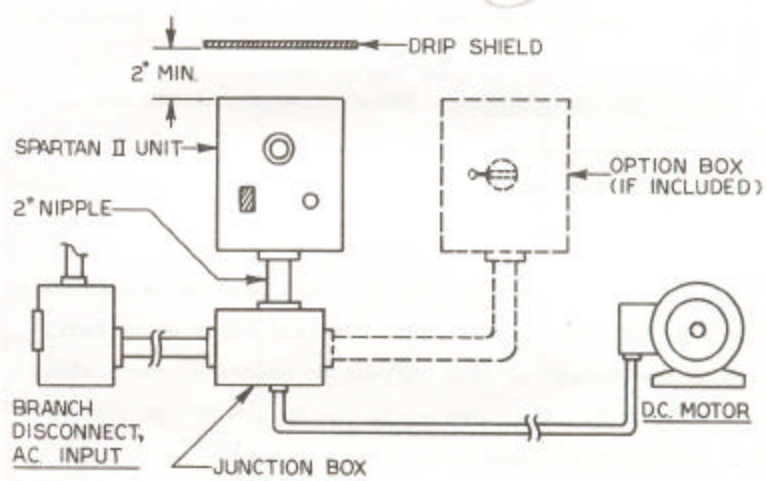 DRIP SHIELD
2" MIN.
SPARTAN II UNIT
OPTION BOX
(IF INCLUDED)
2" NIPPLE
BRANCH
DISCONNECT,
AC INPUT
D.C. MOTOR
JUNCTION BOX